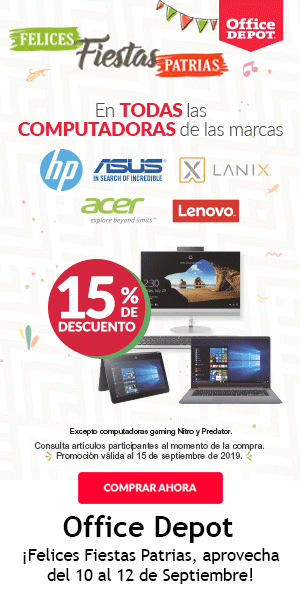 Office
DEPOT.
FELICES
Fiestas
PATRIAS
En TODAS las
COMPUTADORAS de las marcas
hp
ASUS
IN SEARCH OF INCREDIBLE
LANIX
acer
explore beyond limits™
Lenovo.
15%
DE
DESCUENTO
Excepto computadoras gaming Nitro y Predator.
Consulta artículos participantes al momento de la compra.
Promoción válida al 15 de septiembre de 2019.
COMPRAR AHORA
Office Depot
¡Felices Fiestas Patrias, aprovecha
del 10 al 12 de Septiembre!